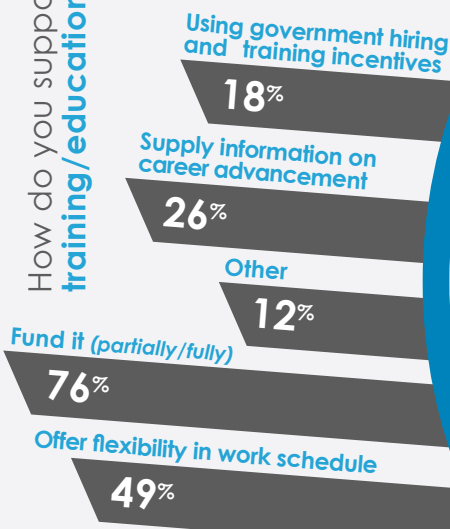 How do you suppo
training/education
Using government hiring
and training incentives
18%
Supply information on
career advancement
26%
Other
12%
Fund it (partially/fully)
76%
Offer flexibility in work schedule
49%